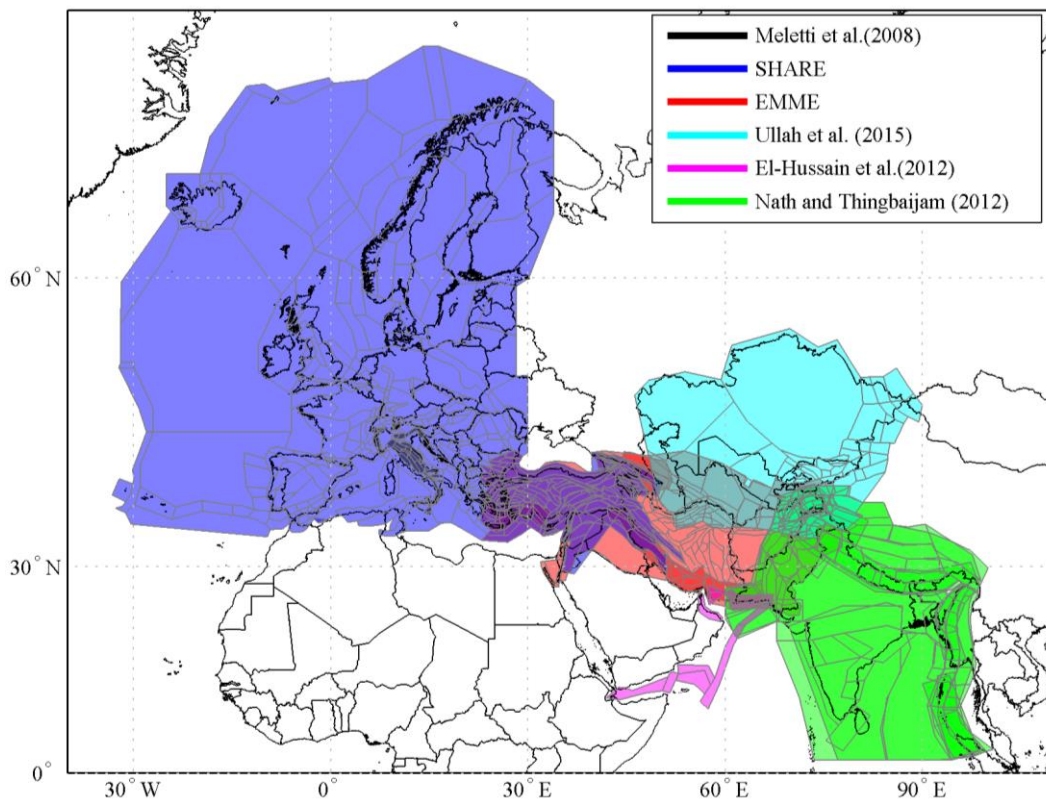 Meletti et al.(2008)
SHARE
EMME
Ullah et al. (2015)
El-Hussain et al.(2012)
Nath and Thingbaijam (2012)
60°N
30°N
0°
30°W
0°
30°E
60°E
90°E